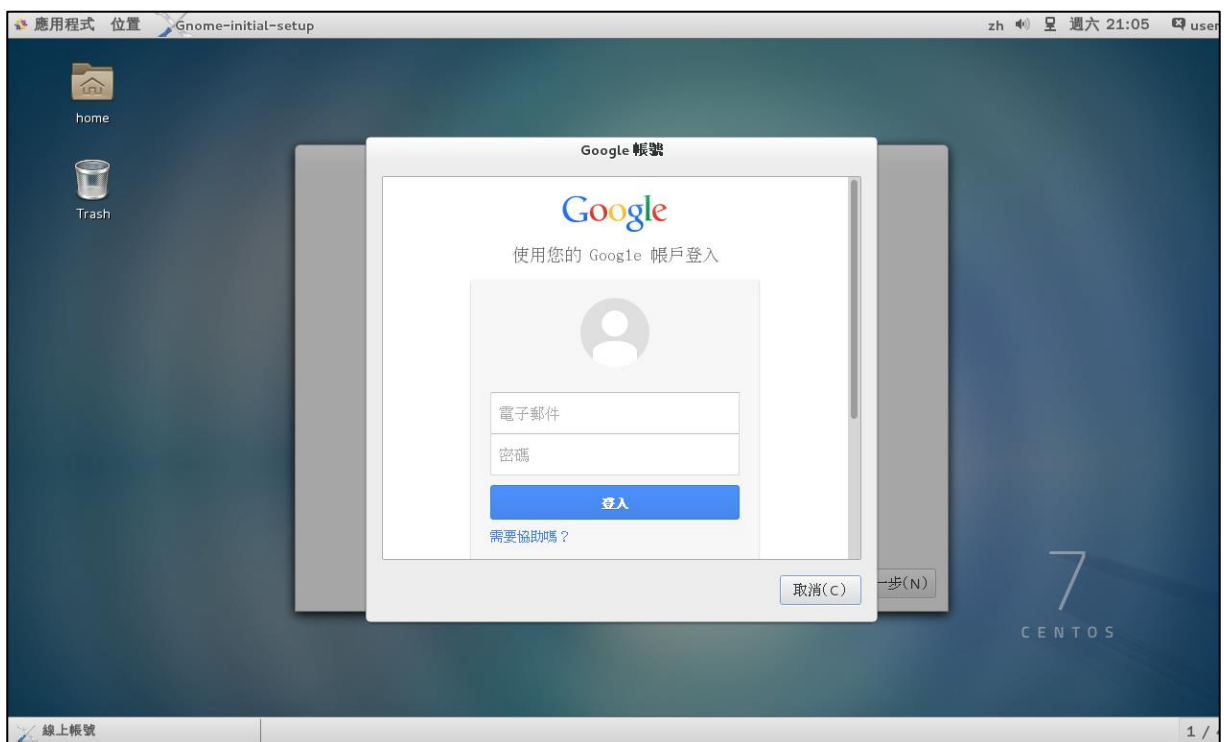 應用程式 位置 Gnome-initial-setup zh 週六 21:05 user
home
Trash
Google 帳號
Google
使用您的 Google 帳戶登入
電子郵件
密碼
登入
需要協助嗎？
取消(C)
一步(N)
7
CENTOS
線上帳號 1 /